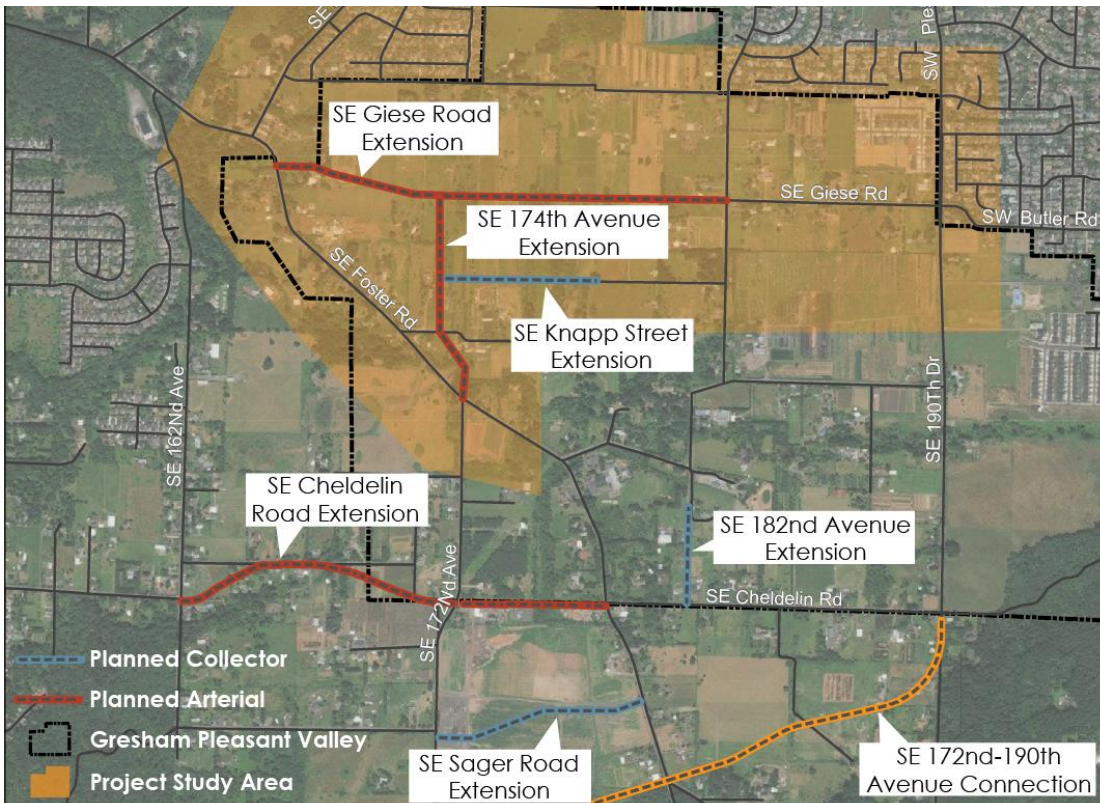 SW Ple
SE Giese Road
Extension
SE Giese Rd
SW Butler Rd
SE 174th Avenue
Extension
SE Foster Rd
SE Knapp Street
Extension
SE 162Nd Ave
SE 190Th Dr
SE Cheldelin
Road Extension
SE 182nd Avenue
Extension
SE 172Nd Ave
SE Cheldelin Rd
Planned Collector
Planned Arterial
Gresham Pleasant Valley
Project Study Area
SE Sager Road
Extension
SE 172nd-190th
Avenue Connection